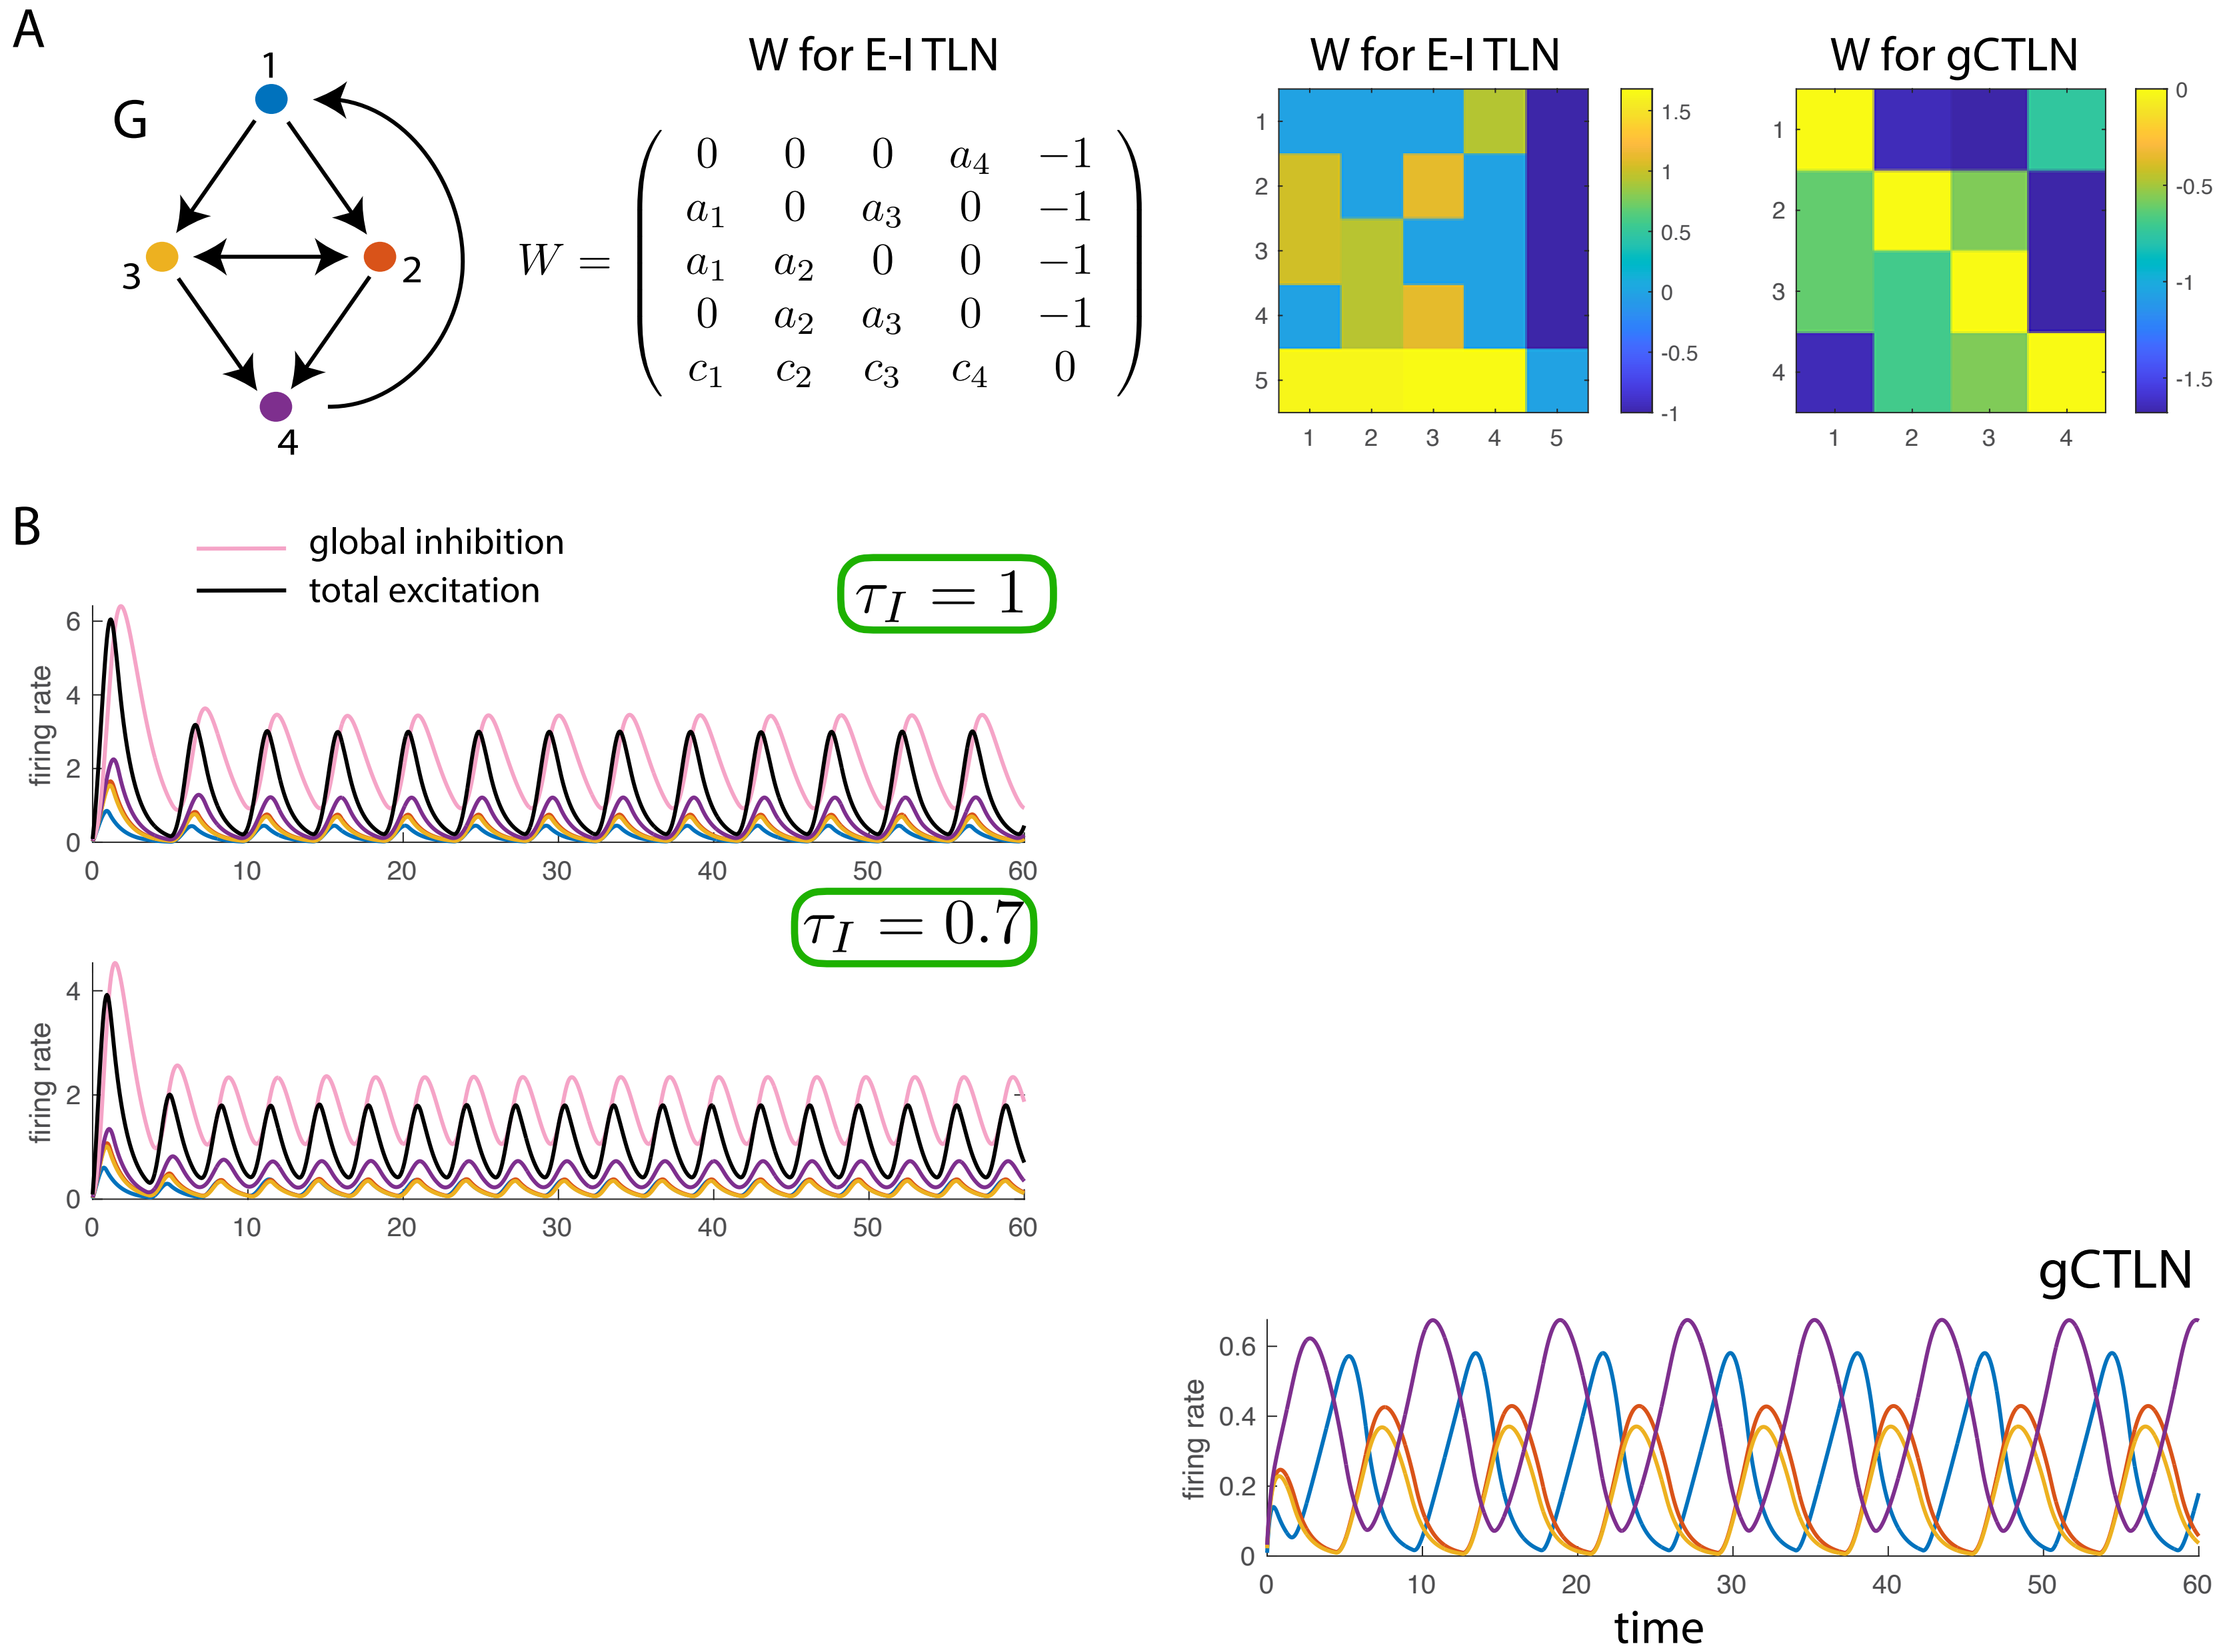 A
G
1
3
2
4
W for E-I TLN
W =
0 0 0 a₄ −1
a₁ 0 a₃ 0 −1
a₁ a₂ 0 0 −1
0 a₂ a₃ 0 −1
c₁ c₂ c₃ c₄ 0
W for E-I TLN
1
2
3
4
5
1 2 3 4 5
1.5
1
0.5
0
-0.5
-1
W for gCTLN
1
2
3
4
1 2 3 4
0
-0.5
-1
-1.5
B
global inhibition
total excitation
τ_I = 1
firing rate
6
4
2
0
0 10 20 30 40 50 60
τ_I = 0.7
firing rate
4
2
0
0 10 20 30 40 50 60
gCTLN
firing rate
0.6
0.4
0.2
0
0 10 20 30 40 50 60
time